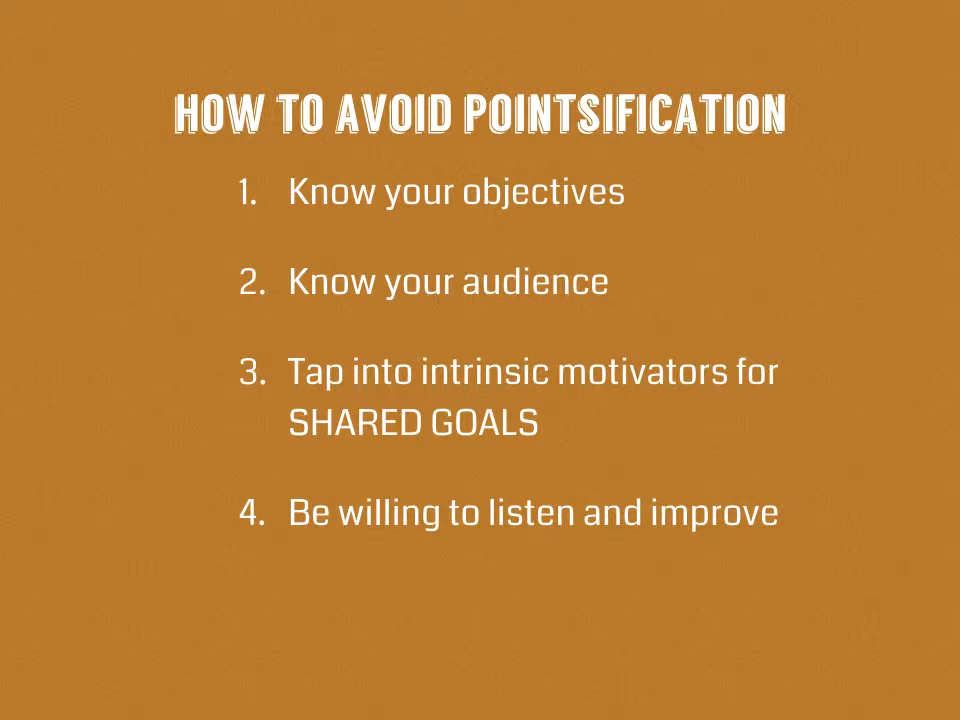 HOW TO AVOID POINTSIFICATION
1. Know your objectives
2. Know your audience
3. Tap into intrinsic motivators for
SHARED GOALS
4. Be willing to listen and improve